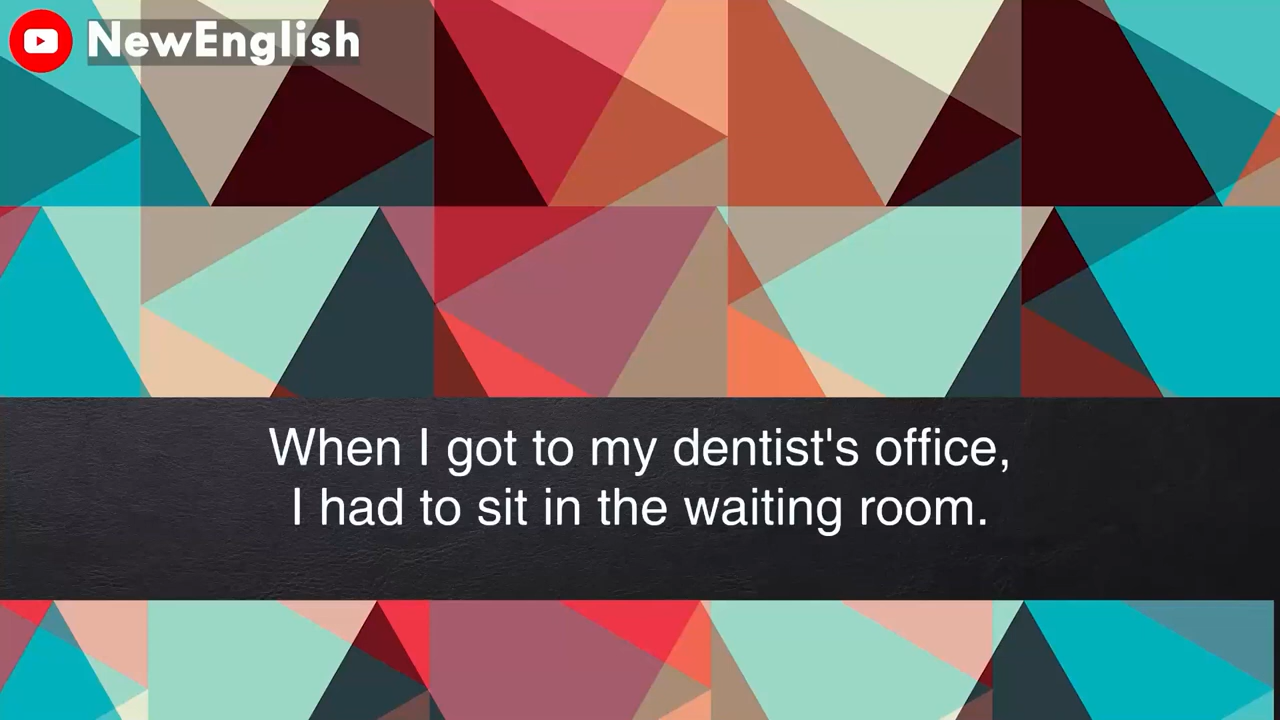 NewEnglish
When I got to my dentist's office,
I had to sit in the waiting room.